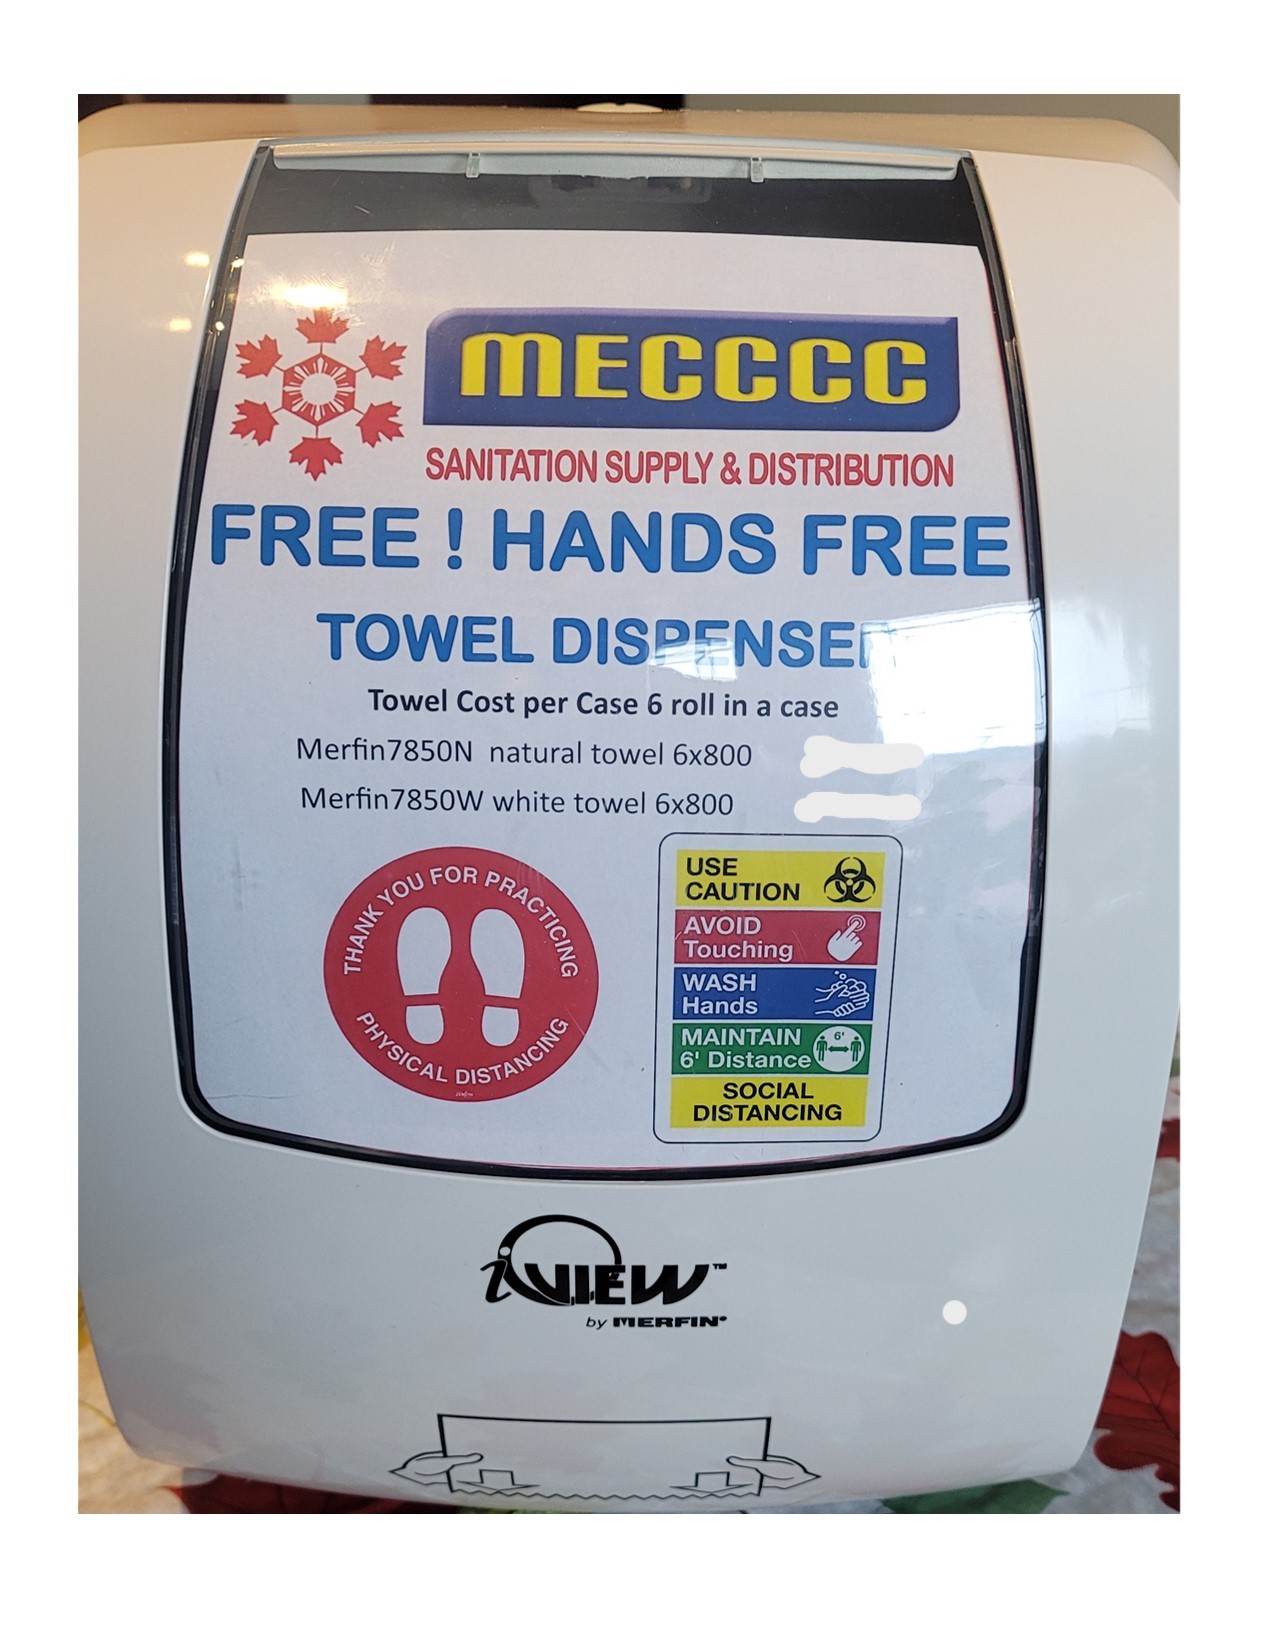 MECCCC
SANITATION SUPPLY & DISTRIBUTION
FREE ! HANDS FREE
TOWEL DISPENSER
Towel Cost per Case 6 roll in a case
Merfin7850N natural towel 6x800
Merfin7850W white towel 6x800
THANK YOU FOR PRACTICING
PHYSICAL DISTANCING
USE
CAUTION
AVOID
Touching
WASH
Hands
MAINTAIN
6' Distance
6'
SOCIAL
DISTANCING
iVIEW™
by MERFIN®